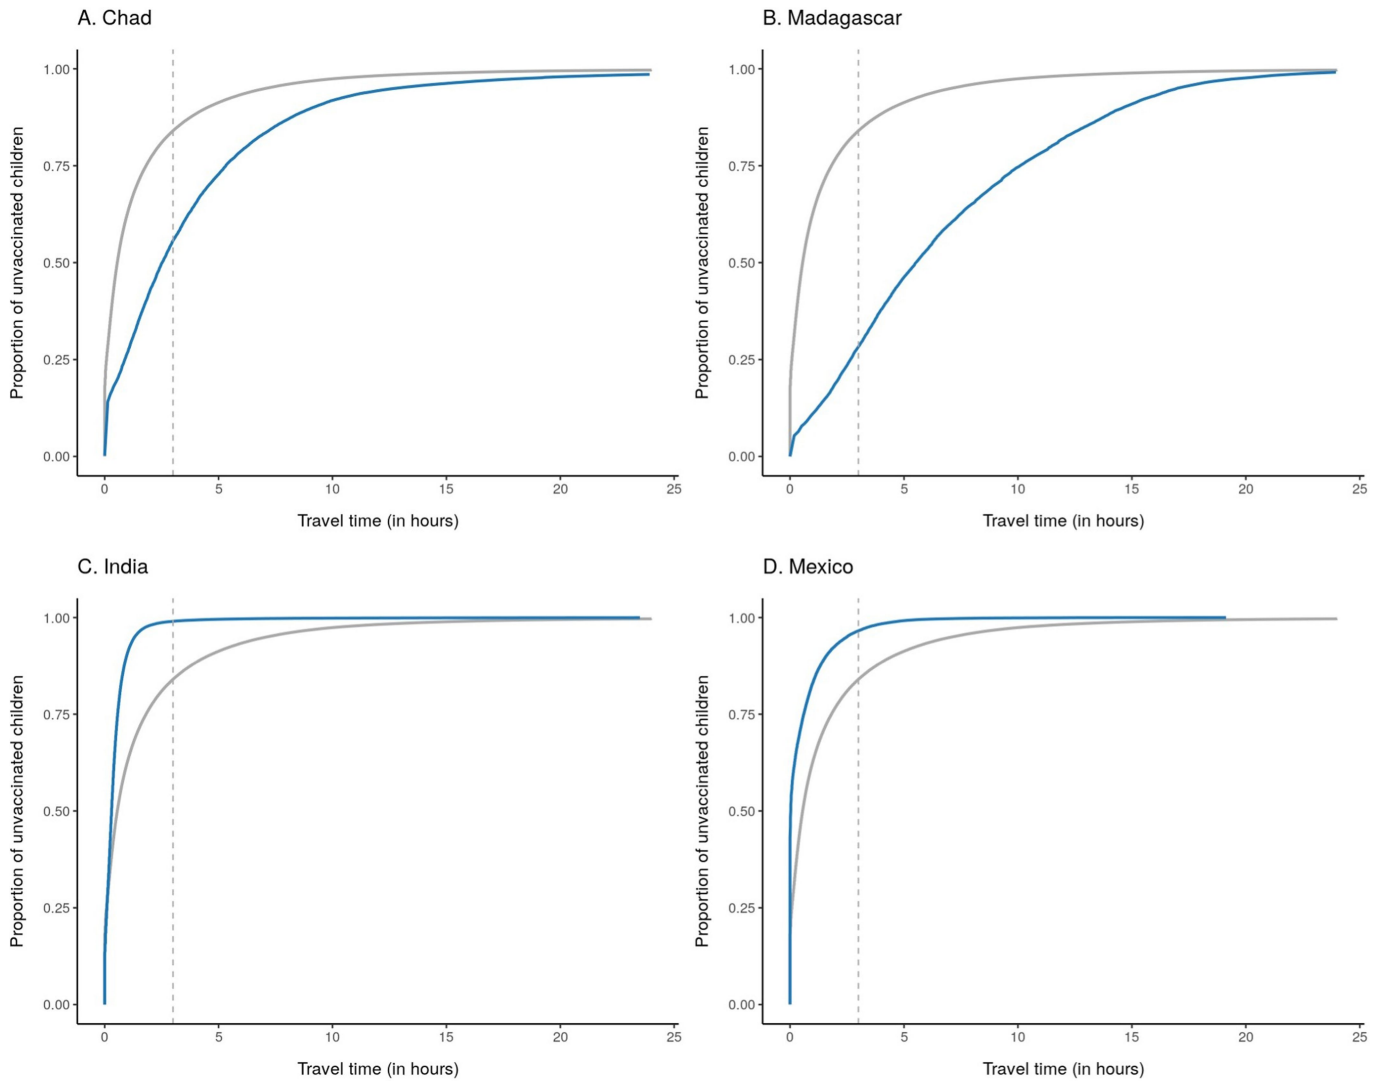 A. Chad
Proportion of unvaccinated children
1.00
0.75
0.50
0.25
0.00
0 5 10 15 20 25
Travel time (in hours)
B. Madagascar
Proportion of unvaccinated children
1.00
0.75
0.50
0.25
0.00
0 5 10 15 20 25
Travel time (in hours)
C. India
Proportion of unvaccinated children
1.00
0.75
0.50
0.25
0.00
0 5 10 15 20 25
Travel time (in hours)
D. Mexico
Proportion of unvaccinated children
1.00
0.75
0.50
0.25
0.00
0 5 10 15 20 25
Travel time (in hours)